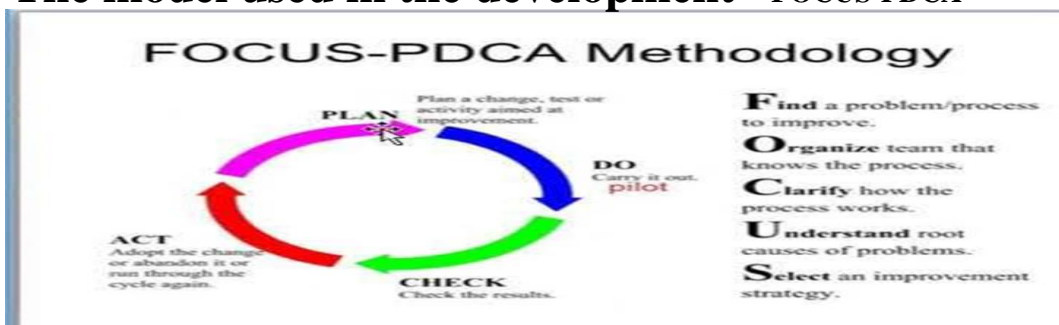 The model used in the development - FOCUS PDCA
FOCUS-PDCA Methodology
PLAN
Plan a change, test or
activity aimed at
improvement.
DO
Carry it out.
pilot
CHECK
Check the results.
ACT
Adopt the change
or abandon it or
run through the
cycle again.
Find a problem/process
to improve.
Organize team that
knows the process.
Clarify how the
process works.
Understand root
causes of problems.
Select an improvement
strategy.